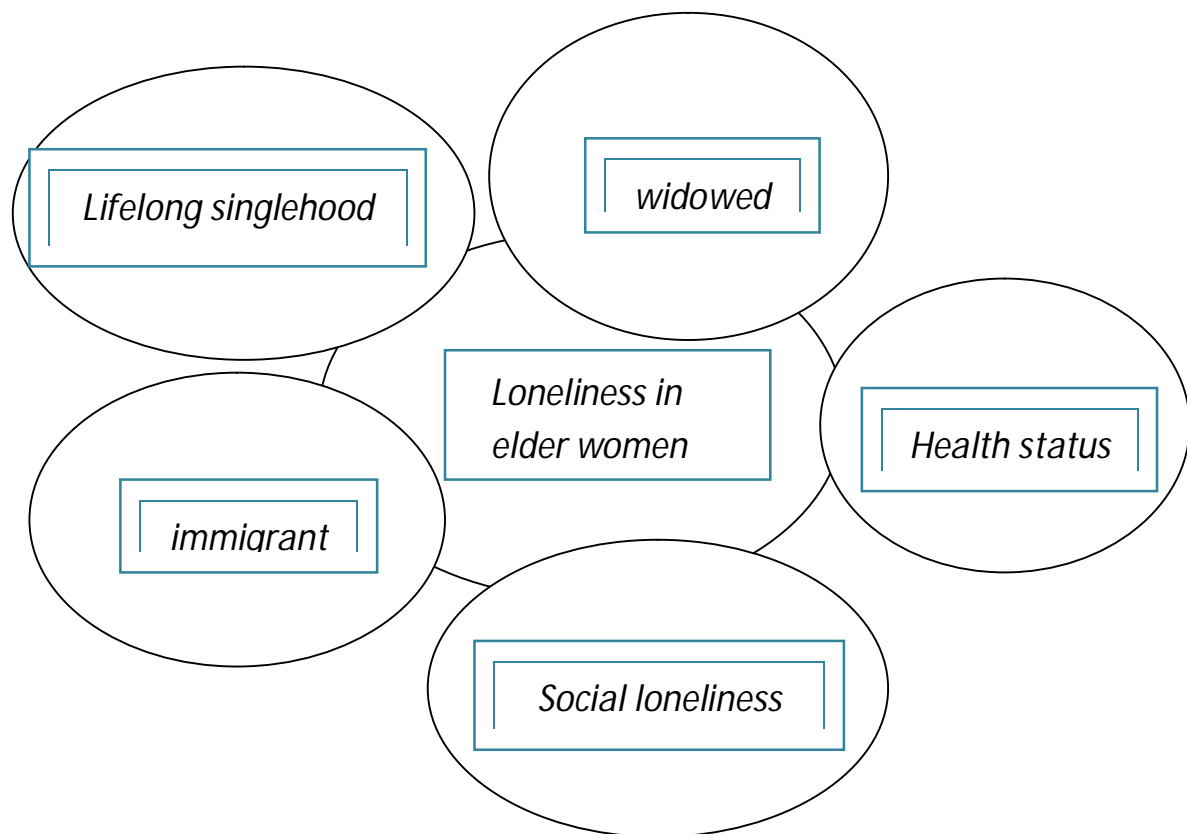 Lifelong singlehood
widowed
Loneliness in
elder women
Health status
immigrant
Social loneliness